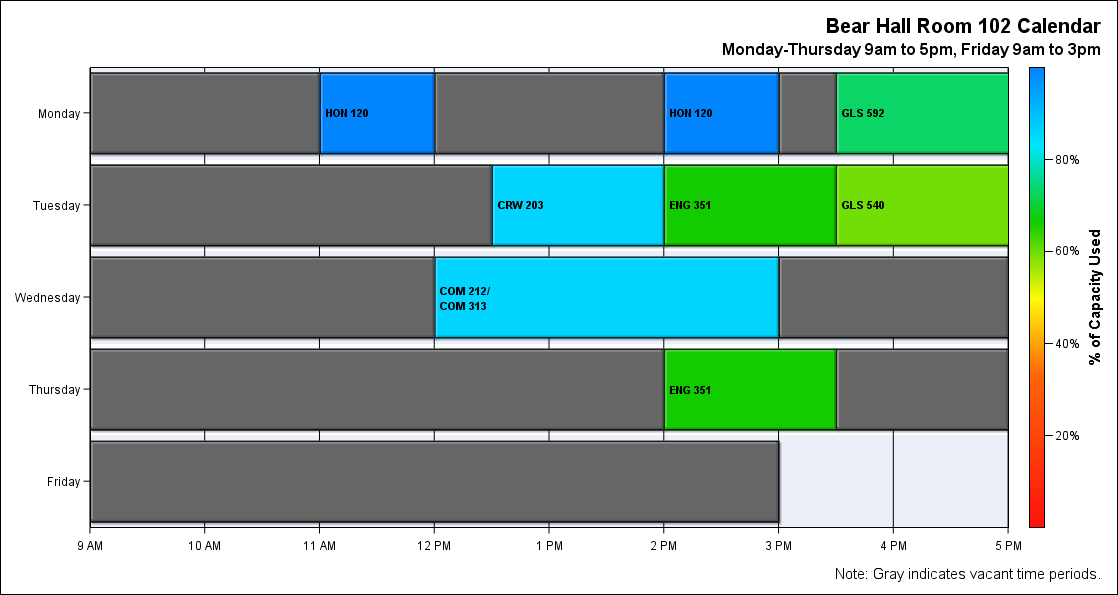 Bear Hall Room 102 Calendar
Monday-Thursday 9am to 5pm, Friday 9am to 3pm
Monday
HON 120
HON 120
GLS 592
Tuesday
CRW 203
ENG 351
GLS 540
Wednesday
COM 212/
COM 313
Thursday
ENG 351
Friday
9 AM
10 AM
11 AM
12 PM
1 PM
2 PM
3 PM
4 PM
5 PM
80%
60%
40%
20%
% of Capacity Used
Note: Gray indicates vacant time periods.